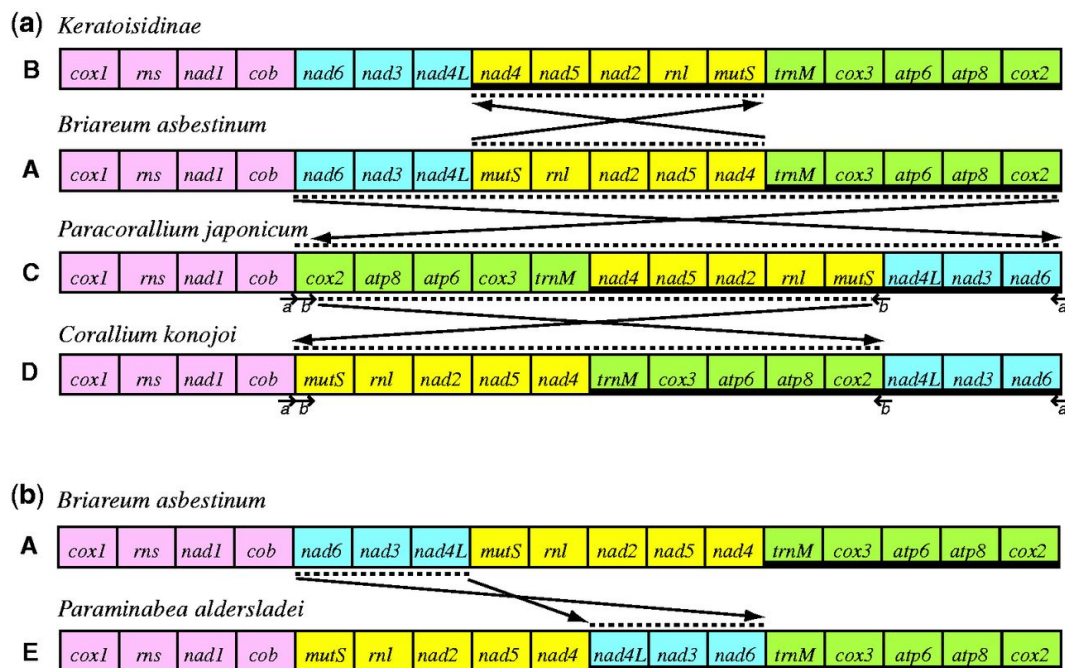 (a) Keratoisidinae
B cox1 rns nad1 cob nad6 nad3 nad4L nad4 nad5 nad2 rnl mutS trnM cox3 atp6 atp8 cox2
Briareum asbestinum
A cox1 rns nad1 cob nad6 nad3 nad4L mutS rnl nad2 nad5 nad4 trnM cox3 atp6 atp8 cox2
Paracorallium japonicum
C cox1 rns nad1 cob cox2 atp8 atp6 cox3 trnM nad4 nad5 nad2 rnl mutS nad4L nad3 nad6
a b b a
Corallium konojoi
D cox1 rns nad1 cob mutS rnl nad2 nad5 nad4 trnM cox3 atp6 atp8 cox2 nad4L nad3 nad6
a b b a
(b) Briareum asbestinum
A cox1 rns nad1 cob nad6 nad3 nad4L mutS rnl nad2 nad5 nad4 trnM cox3 atp6 atp8 cox2
Paraminabea aldersladei
E cox1 rns nad1 cob mutS rnl nad2 nad5 nad4 nad4L nad3 nad6 trnM cox3 atp6 atp8 cox2